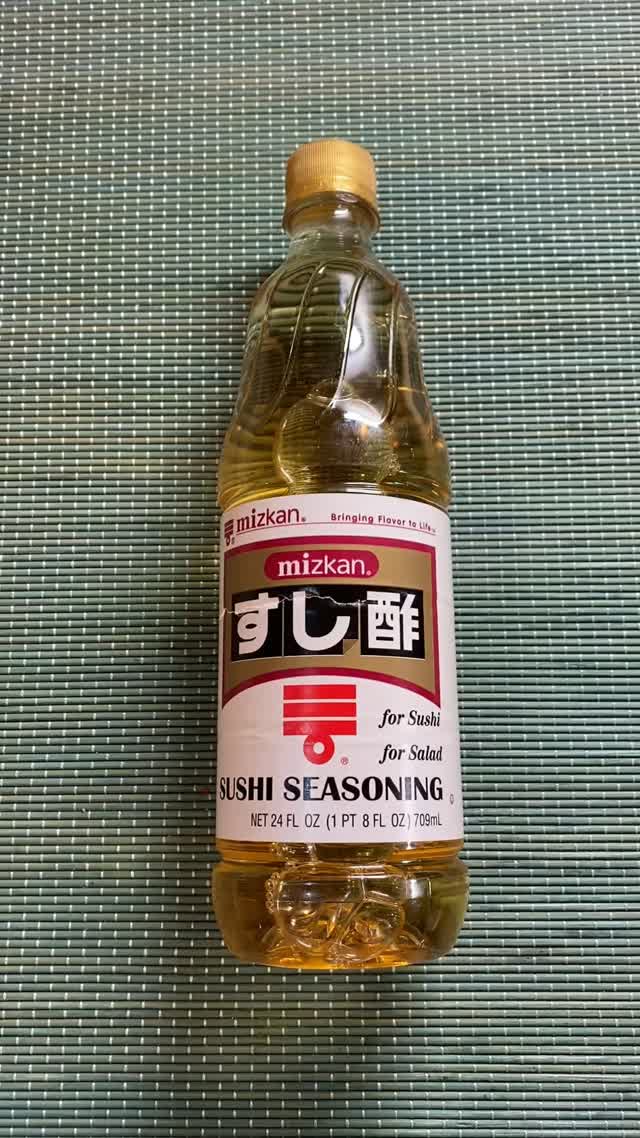 mizkan® Bringing Flavor to Life™
mizkan®
すし酢
for Sushi
for Salad
®
SUSHI SEASONING
NET 24 FL OZ (1 PT 8 FL OZ) 709mL